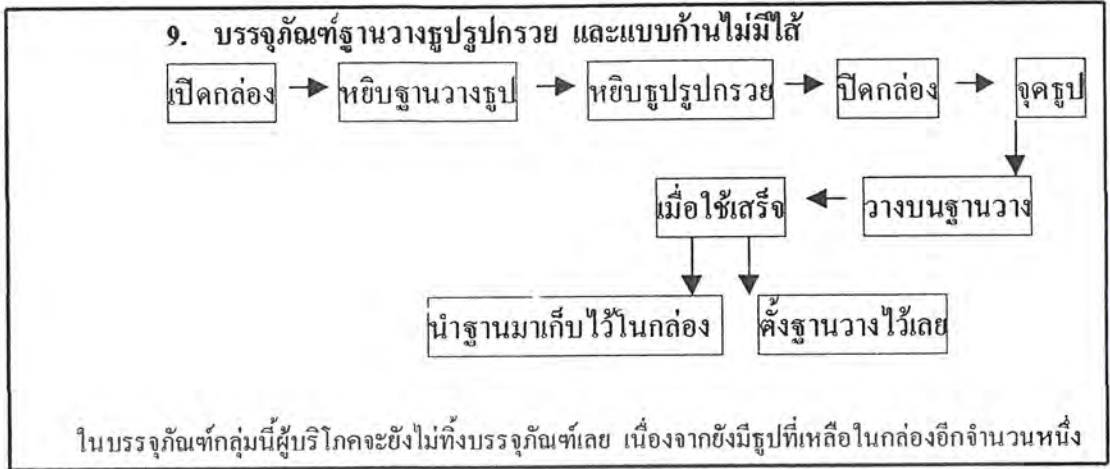 9. บรรจุภัณฑ์ฐานวางธูปรูปกรวย และแบบก้านไม่มีไส้
เปิดกล่อง หยิบฐานวางธูป หยิบธูปรูปกรวย ปิดกล่อง จุดธูป
เมื่อใช้เสร็จ วางบนฐานวาง
นำฐานมาเก็บไว้ในกล่อง ตั้งฐานวางไว้เลย
ในบรรจุภัณฑ์กลุ่มนี้ผู้บริโภคจะยังไม่ทิ้งบรรจุภัณฑ์เลย เนื่องจากยังมีธูปที่เหลือในกล่องอีกจำนวนหนึ่ง